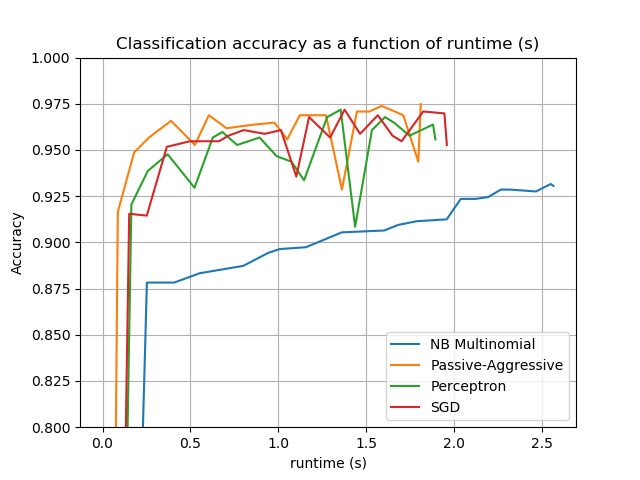 Classification accuracy as a function of runtime (s)
1.000
0.975
0.950
0.925
0.900
0.875
0.850
0.825
0.800
Accuracy
0.0 0.5 1.0 1.5 2.0 2.5
runtime (s)
NB Multinomial
Passive-Aggressive
Perceptron
SGD